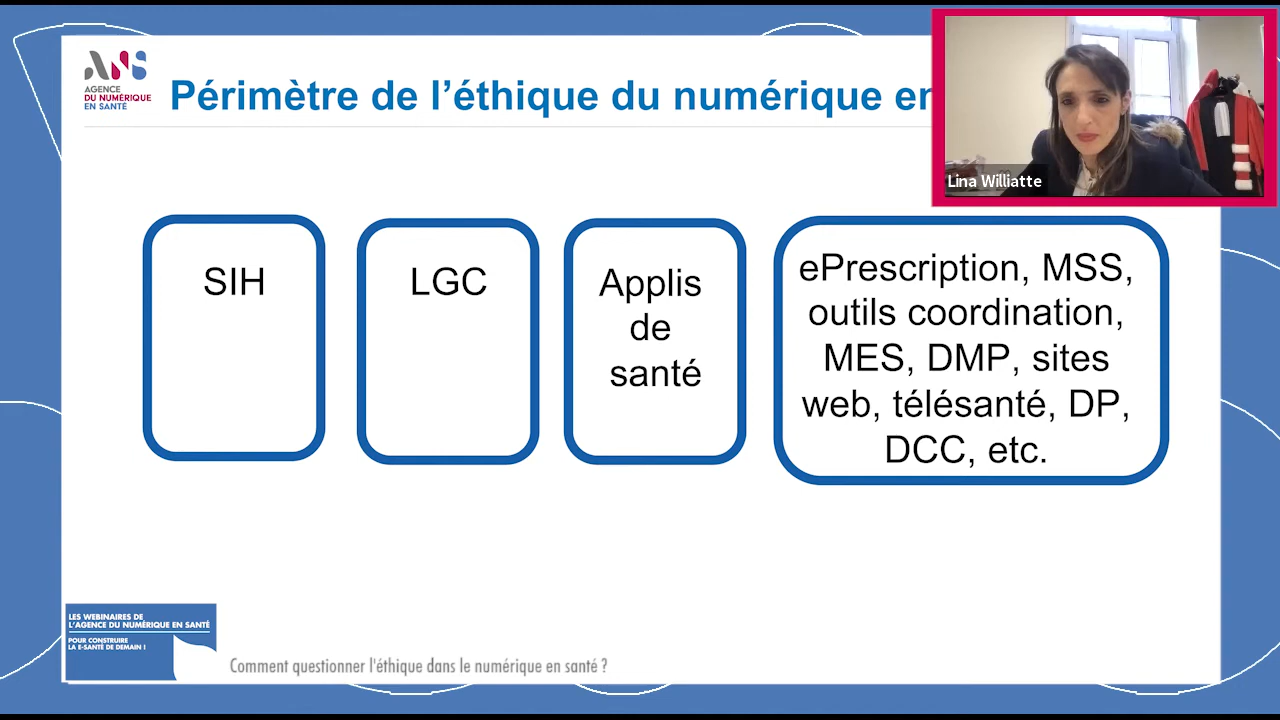 ANS
AGENCE
DU NUMÉRIQUE
EN SANTÉ
Périmètre de l’éthique du numérique en
Lina Williatte
SIH
LGC
Applis
de
santé
ePrescription, MSS,
outils coordination,
MES, DMP, sites
web, télésanté, DP,
DCC, etc.
LES WEBINAIRES DE
L'AGENCE DU NUMÉRIQUE EN SANTÉ
POUR CONSTRUIRE
LA E-SANTÉ DE DEMAIN !
Comment questionner l'éthique dans le numérique en santé ?